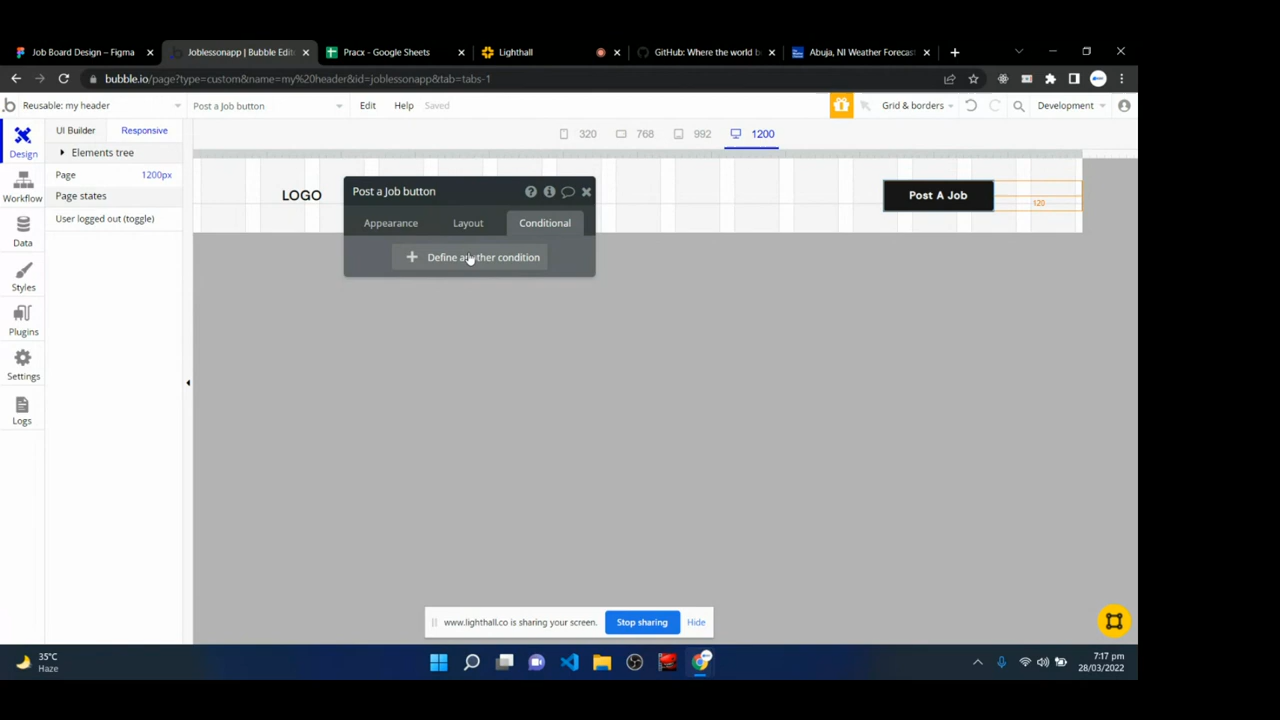 Job Board Design – Figma
Joblessonapp | Bubble Edit
Pracx - Google Sheets
Lighthall
GitHub: Where the world b
Abuja, NI Weather Forecas
bubble.io/page?type=custom&name=my%20header&id=joblessonapp&tab=tabs-1
Reusable: my header
Post a Job button
Edit
Help
Saved
Grid & borders
Development
Design
Workflow
Data
Styles
Plugins
Settings
Logs
UI Builder
Responsive
Elements tree
Page
1200px
Page states
User logged out (toggle)
320
768
992
1200
LOGO
Post A Job
120
Post a Job button
Appearance
Layout
Conditional
Define another condition
www.lighthall.co is sharing your screen.
Stop sharing
Hide
35°C
Haze
7:17 pm
28/03/2022